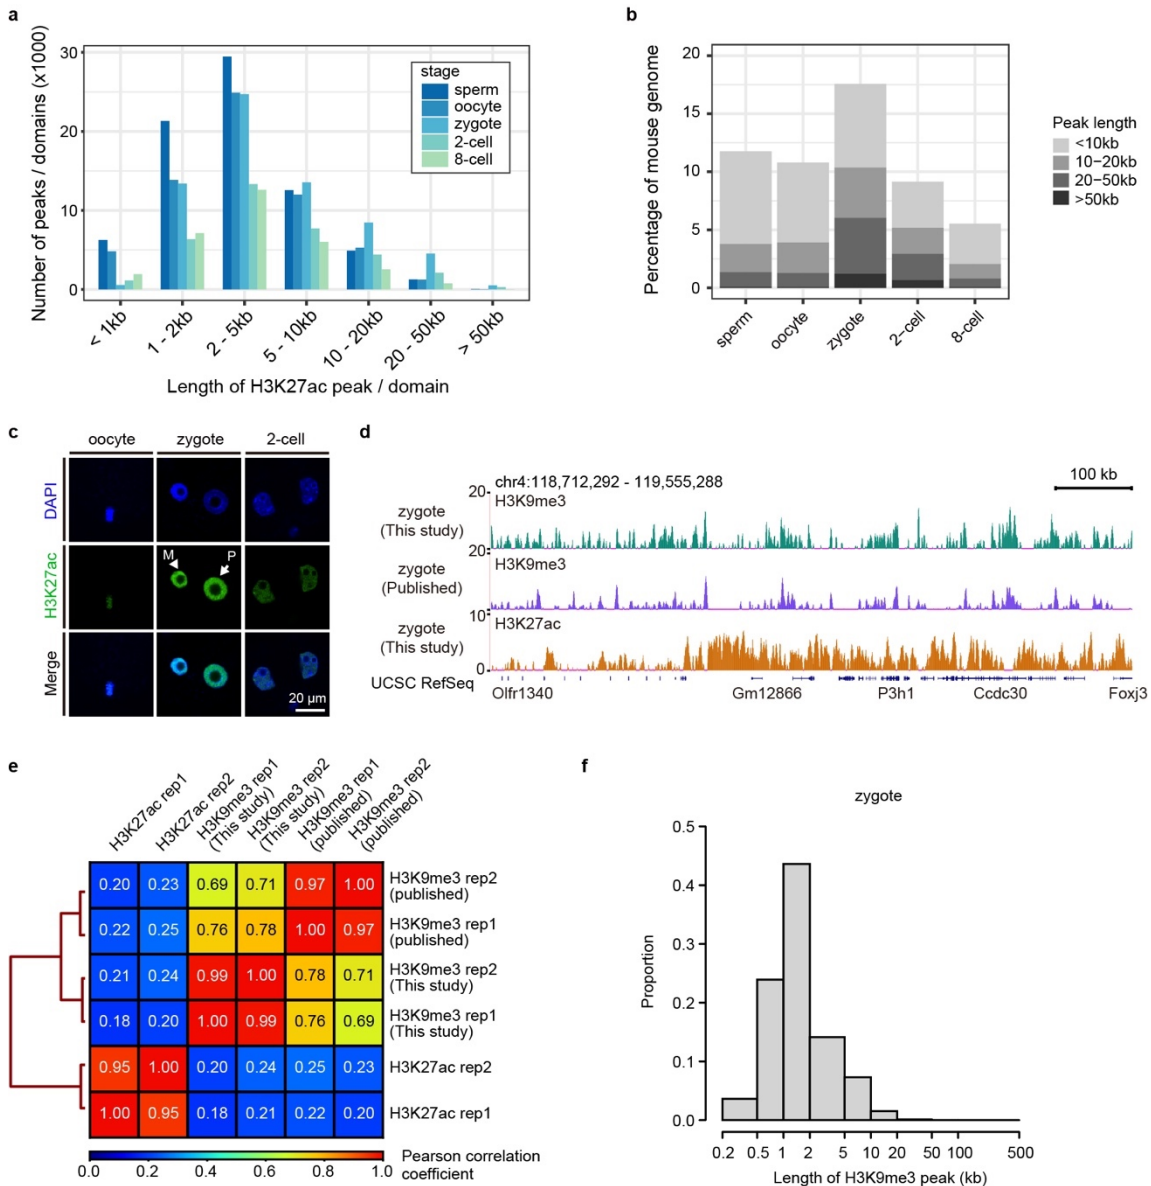 a
Number of peaks / domains (x1000)
30
20
10
0
stage
sperm
oocyte
zygote
2-cell
8-cell
< 1kb
1 - 2kb
2 - 5kb
5 - 10kb
10 - 20kb
20 - 50kb
> 50kb
Length of H3K27ac peak / domain
b
Percentage of mouse genome
20
15
10
5
0
sperm
oocyte
zygote
2-cell
8-cell
Peak length
<10kb
10-20kb
20-50kb
>50kb
c
oocyte
zygote
2-cell
DAPI
H3K27ac
M
P
Merge
20 µm
d
chr4:118,712,292 - 119,555,288
100 kb
20
H3K9me3
zygote
(This study)
20
H3K9me3
zygote
(Published)
10
H3K27ac
zygote
(This study)
0
UCSC RefSeq
Olfr1340
Gm12866
P3h1
Ccdc30
Foxj3
e
H3K27ac rep1
H3K27ac rep2
H3K9me3 rep1
(This study)
H3K9me3 rep2
(This study)
H3K9me3 rep1
(published)
H3K9me3 rep2
(published)
0.20 0.23 0.69 0.71 0.97 1.00
H3K9me3 rep2
(published)
0.22 0.25 0.76 0.78 1.00 0.97
H3K9me3 rep1
(published)
0.21 0.24 0.99 1.00 0.78 0.71
H3K9me3 rep2
(This study)
0.18 0.20 1.00 0.99 0.76 0.69
H3K9me3 rep1
(This study)
0.95 1.00 0.20 0.24 0.25 0.23
H3K27ac rep2
1.00 0.95 0.18 0.21 0.22 0.20
H3K27ac rep1
0.0 0.2 0.4 0.6 0.8 1.0
Pearson correlation
coefficient
f
zygote
Proportion
0.5
0.4
0.3
0.2
0.1
0.0
0.2 0.5 1 2 5 10 20 50 100 500
Length of H3K9me3 peak (kb)